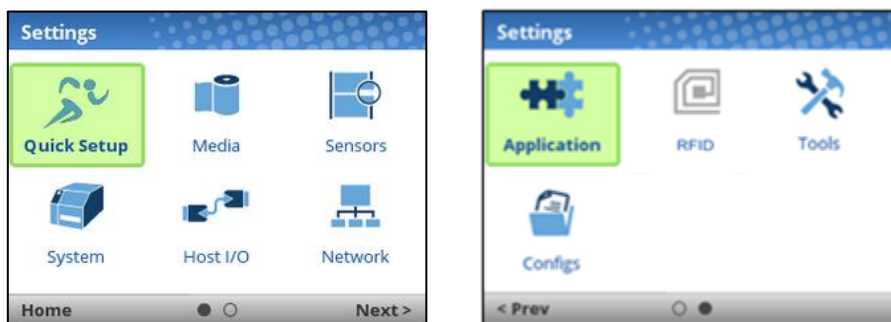 Settings
Quick Setup Media Sensors
System Host I/O Network
Home Next >
Settings
Application RFID Tools
Configs
< Prev